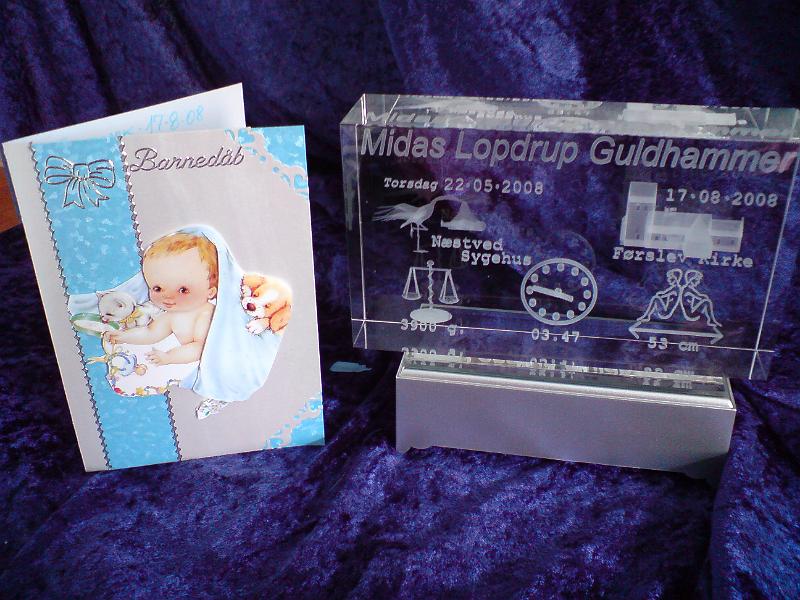 17-8-08
Barnedåb
Midas Lopdrup Guldhammer
Torsdag 22·05·2008
17·08·2008
Næstved
Sygehus
Førslev Kirke
3900 g.
03.47
53 cm